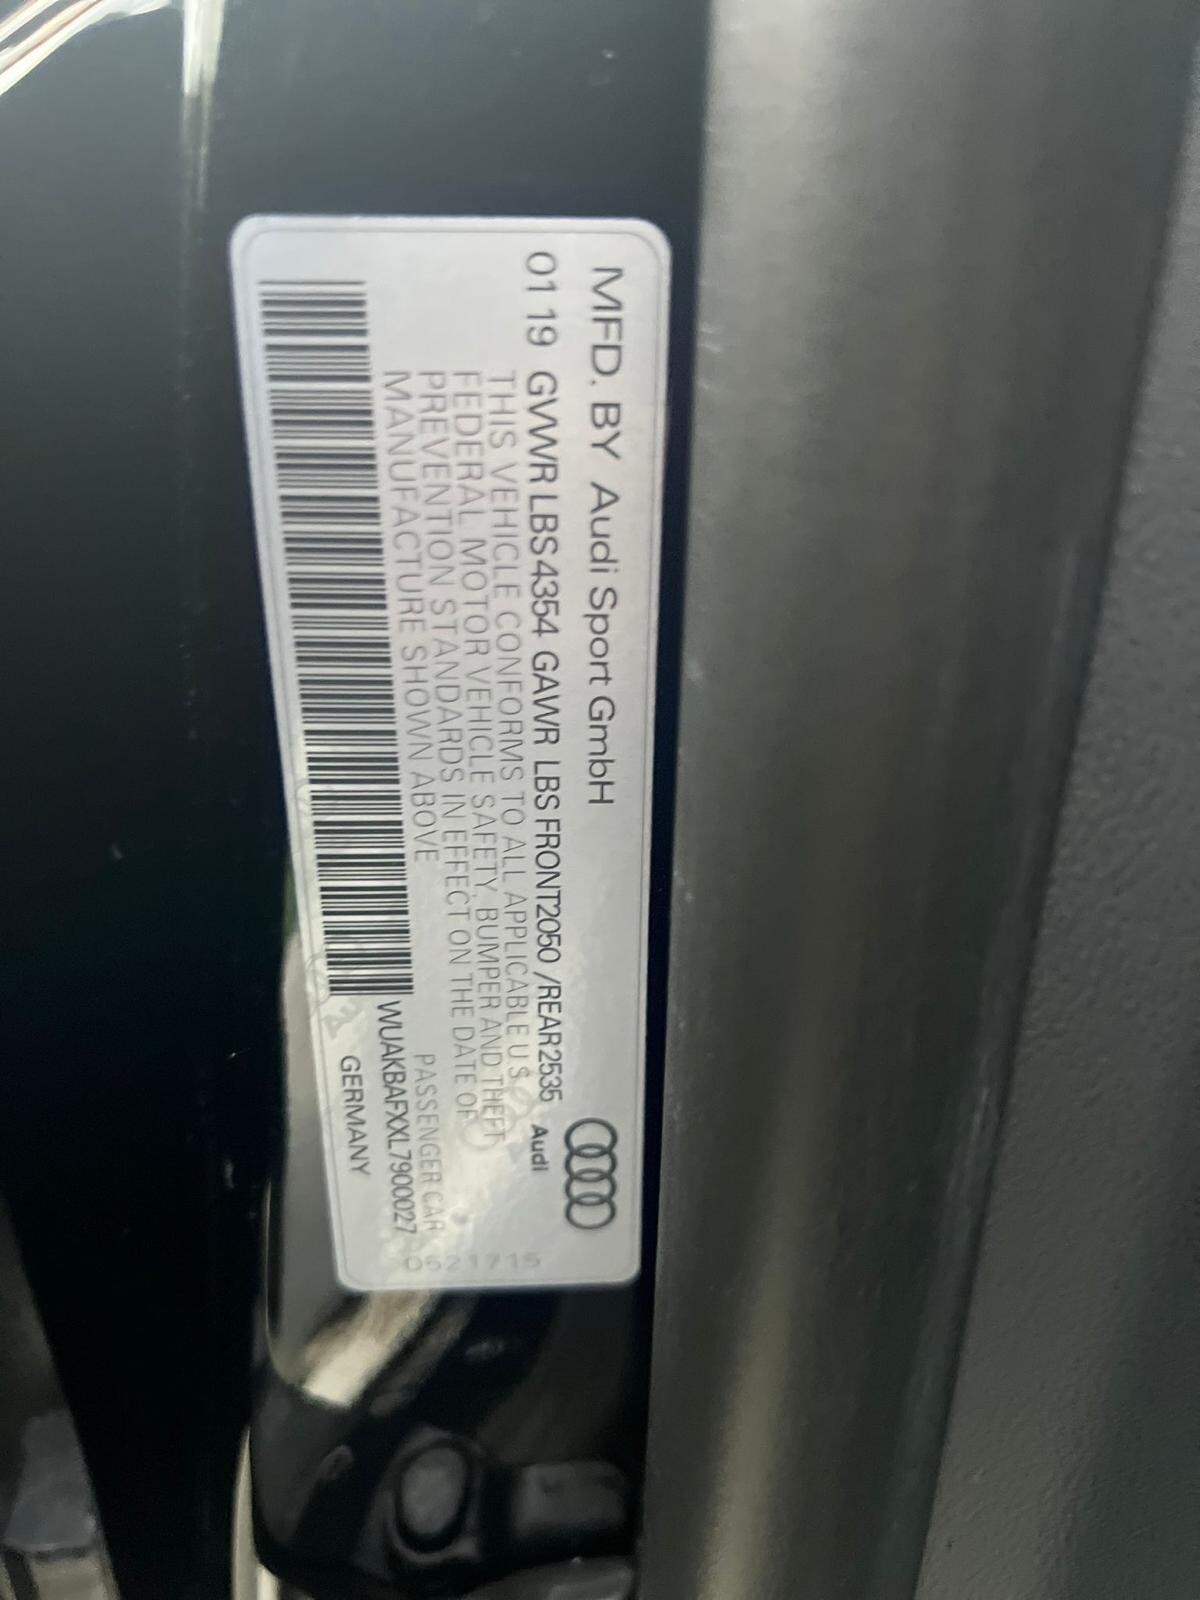 MFD. BY Audi Sport GmbH
01 19 GVWR LBS 4354 GAWR LBS FRONT2050 /REAR2535
Audi
THIS VEHICLE CONFORMS TO ALL APPLICABLE U.S.
FEDERAL MOTOR VEHICLE SAFETY, BUMPER AND THEFT
PREVENTION STANDARDS IN EFFECT ON THE DATE OF
MANUFACTURE SHOWN ABOVE
PASSENGER CAR
WUAKBAFXXL7900027
GERMANY